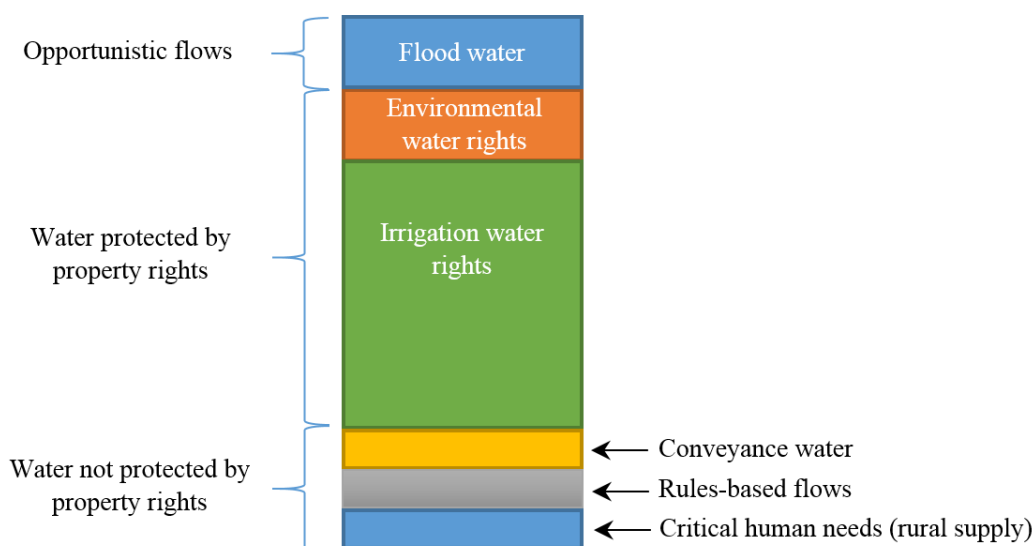 Opportunistic flows
Flood water
Environmental
water rights
Water protected by
property rights
Irrigation water
rights
Water not protected by
property rights
Conveyance water
Rules-based flows
Critical human needs (rural supply)